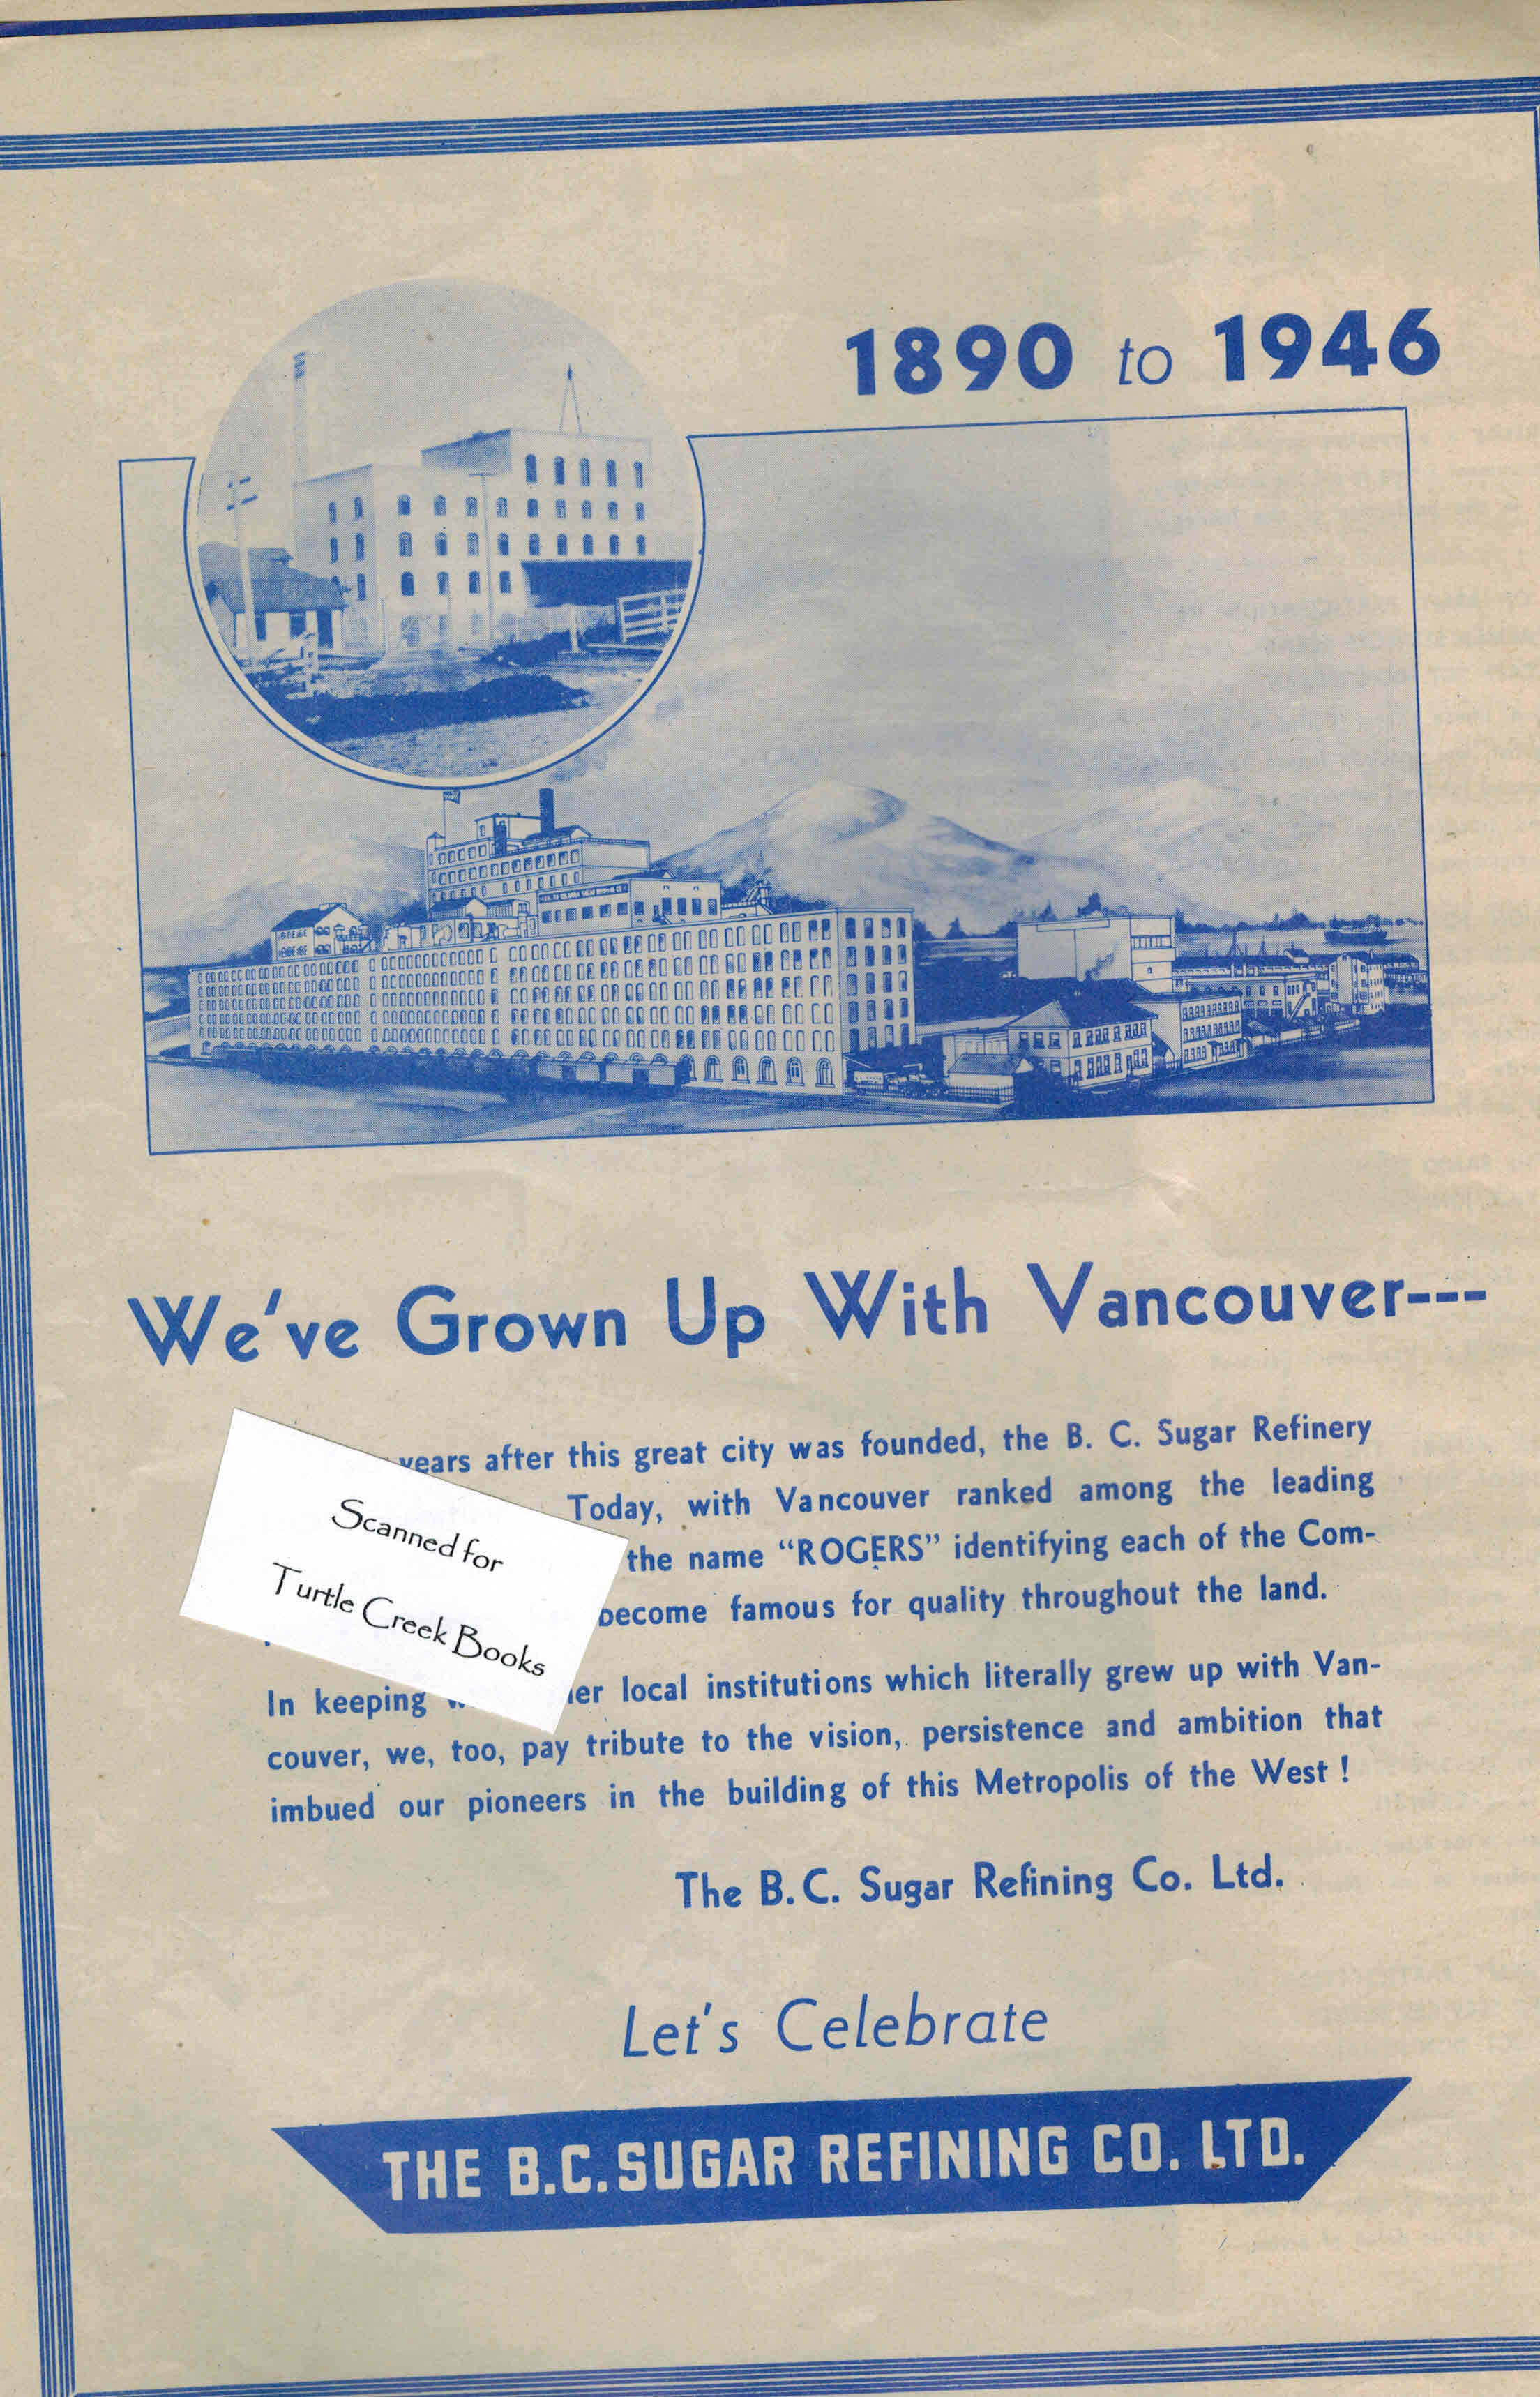 1890 to 1946
We've Grown Up With Vancouver---
years after this great city was founded, the B. C. Sugar Refinery
Today, with Vancouver ranked among the leading
the name “ROGERS” identifying each of the Com-
become famous for quality throughout the land.
Scanned for
Turtle Creek Books
In keeping local institutions which literally grew up with Van-
couver, we, too, pay tribute to the vision, persistence and ambition that
imbued our pioneers in the building of this Metropolis of the West !
The B. C. Sugar Refining Co. Ltd.
Let's Celebrate
THE B.C. SUGAR REFINING CO. LTD.